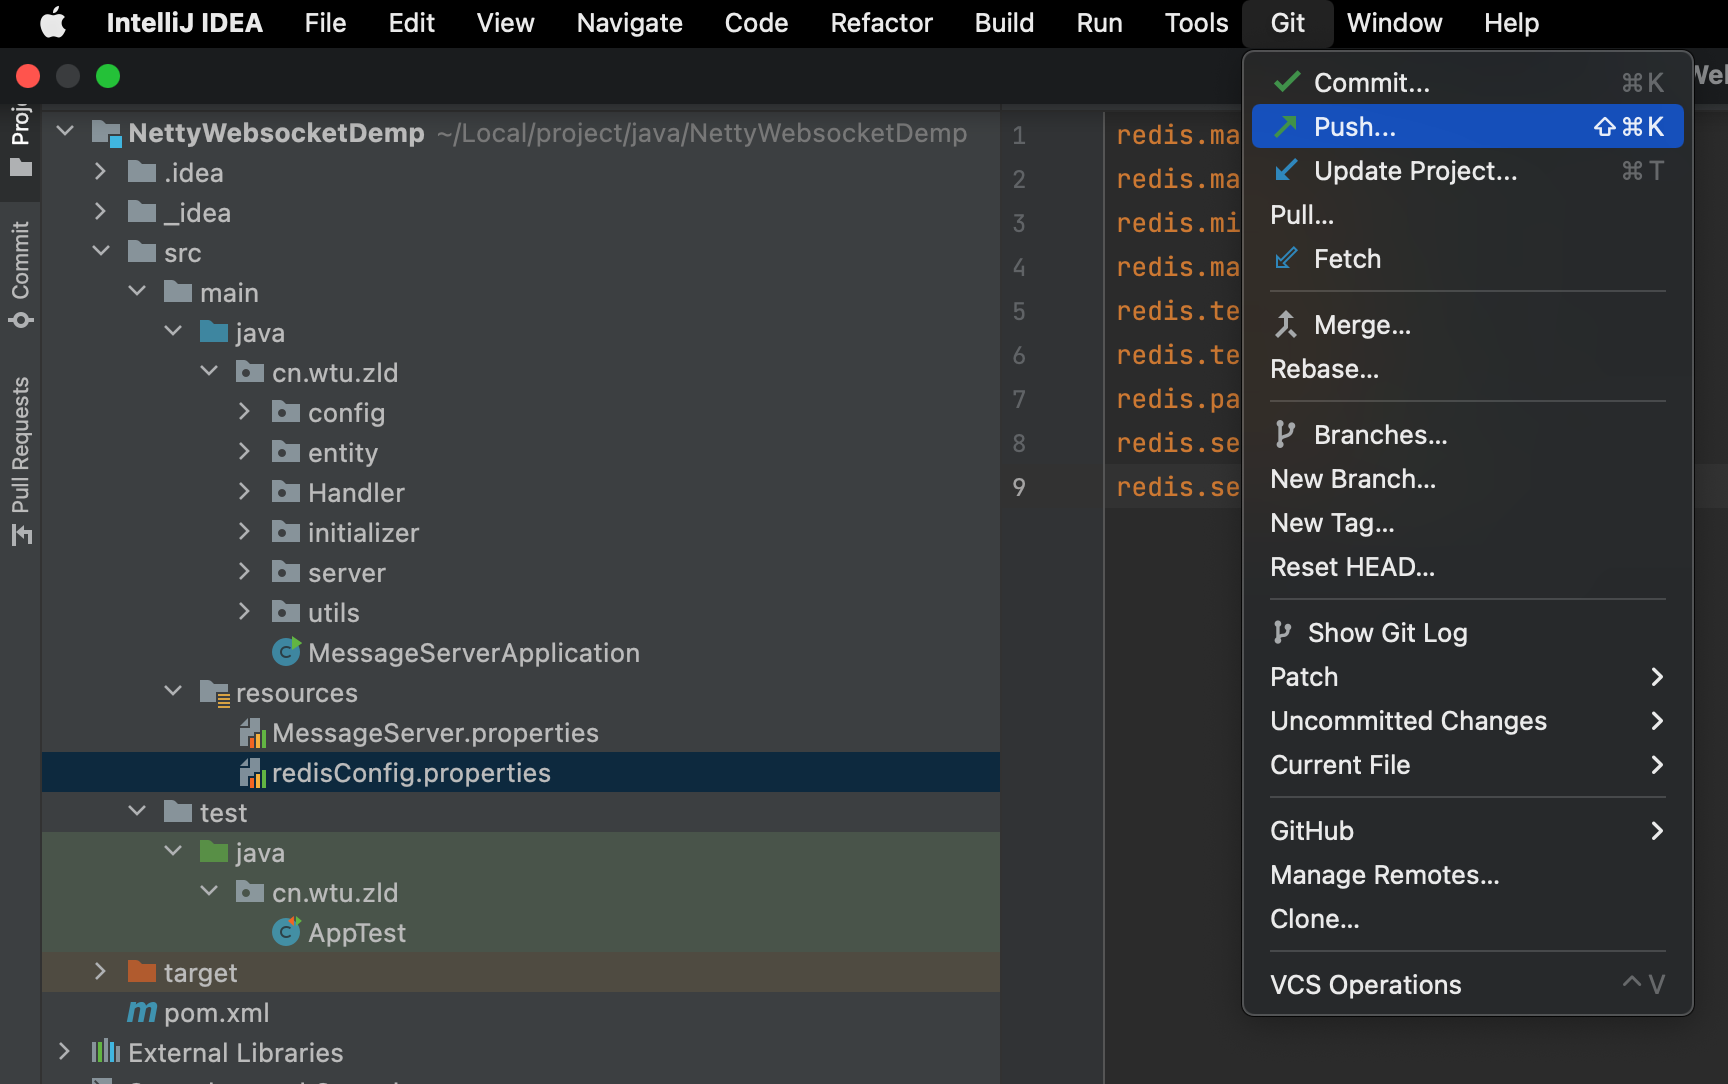 IntelliJ IDEA File Edit View Navigate Code Refactor Build Run Tools Git Window Help
NettyWebsocketDemp ~/Local/project/java/NettyWebsocketDemp
.idea
_idea
src
main
java
cn.wtu.zld
config
entity
Handler
initializer
server
utils
MessageServerApplication
resources
MessageServer.properties
redisConfig.properties
test
java
cn.wtu.zld
AppTest
target
pom.xml
External Libraries
Commit
Pull Requests
1 redis.ma
2 redis.ma
3 redis.mi
4 redis.ma
5 redis.te
6 redis.te
7 redis.pa
8 redis.se
9 redis.se
Commit... ⌘K
Push... ⇧⌘K
Update Project... ⌘T
Pull...
Fetch
Merge...
Rebase...
Branches...
New Branch...
New Tag...
Reset HEAD...
Show Git Log
Patch
Uncommitted Changes
Current File
GitHub
Manage Remotes...
Clone...
VCS Operations ^V